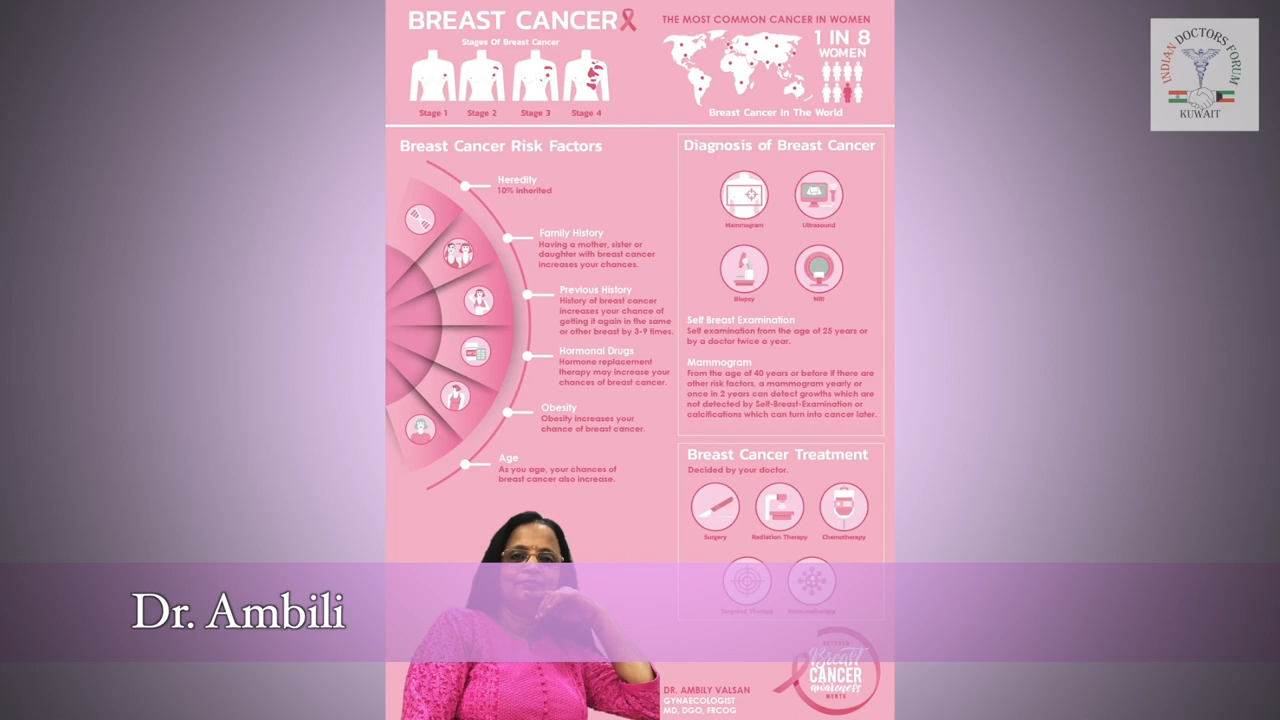 BREAST CANCER
Stages Of Breast Cancer
Stage 1
Stage 2
Stage 3
Stage 4
THE MOST COMMON CANCER IN WOMEN
1 IN 8
WOMEN
Breast Cancer In The World
INDIAN DOCTORS FORUM
KUWAIT
Breast Cancer Risk Factors
Heredity
10% inherited
Family History
Having a mother, sister or
daughter with breast cancer
increases your chances.
Previous History
History of breast cancer
increases your chance of
getting it again in the same
or other breast by 3-9 times.
Hormonal Drugs
Hormone replacement
therapy may increase your
chances of breast cancer.
Obesity
Obesity increases your
chance of breast cancer.
Age
As you age, your chances of
breast cancer also increase.
Diagnosis of Breast Cancer
Mammogram
Ultrasound
Biopsy
MRI
Self Breast Examination
Self examination from the age of 25 years or
by a doctor twice a year.
Mammogram
From the age of 40 years or before if there are
other risk factors, a mammogram yearly or
once in 2 years can detect growths which are
not detected by Self-Breast-Examination or
calcifications which can turn into cancer later.
Breast Cancer Treatment
Decided by your doctor.
Surgery
Radiation Therapy
Chemotherapy
Targeted Therapy
Immunotherapy
Dr. Ambili
OCTOBER
Breast
CANCER
awareness
MONTH
DR. AMBILY VALSAN
GYNAECOLOGIST
MD, DGO, FRCOG